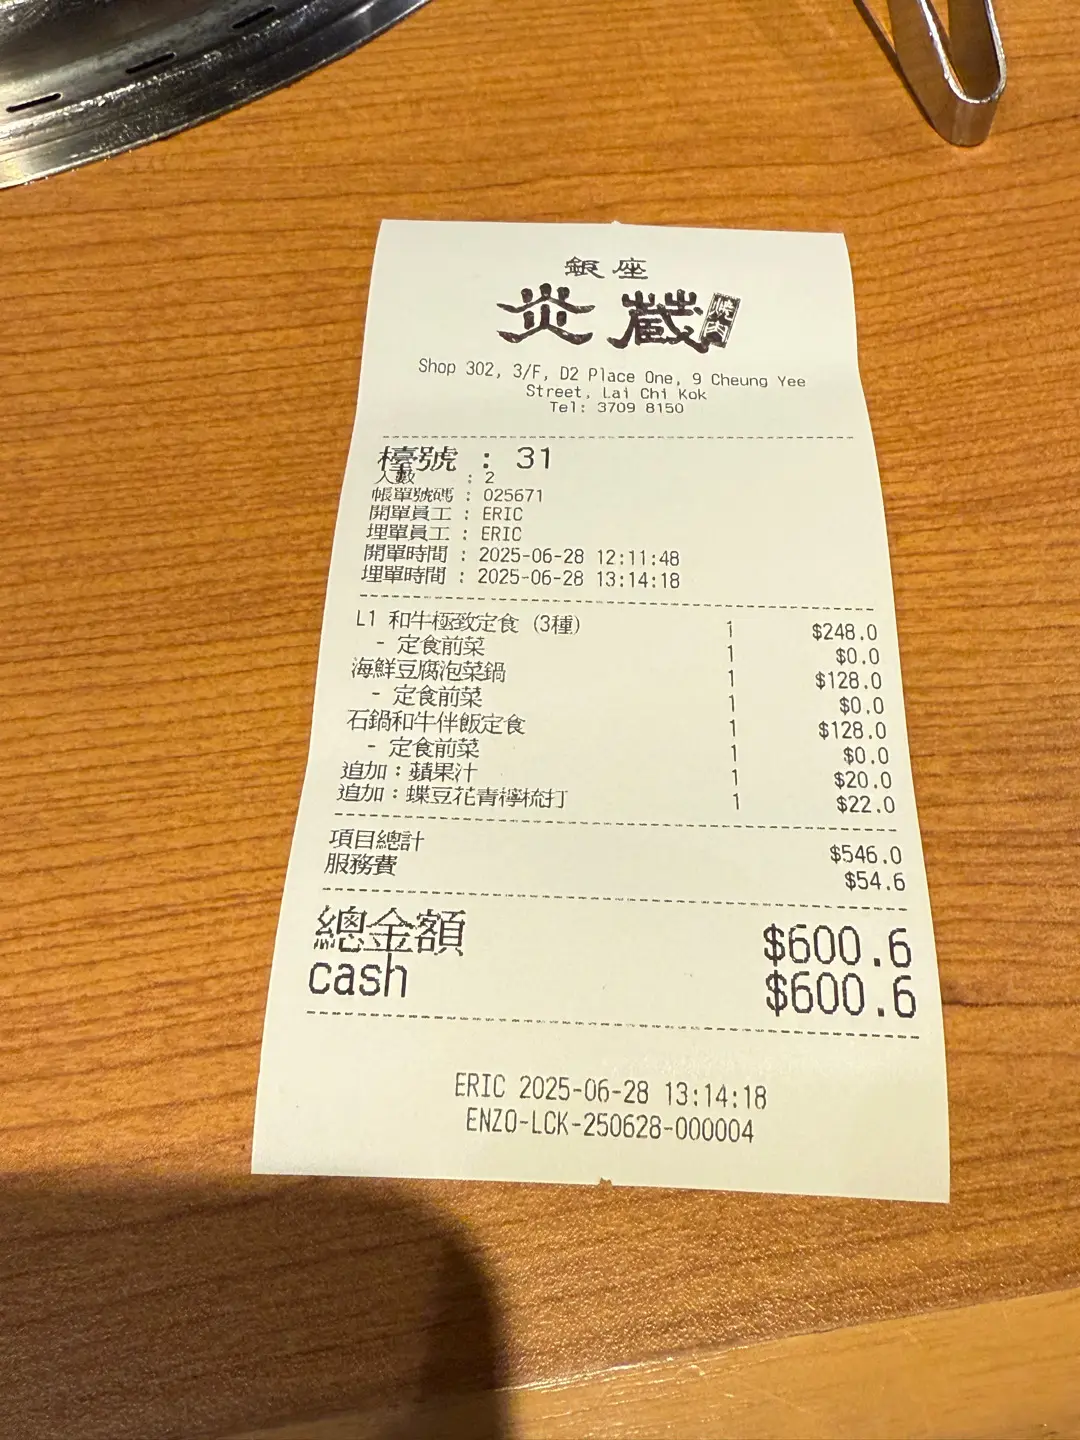 銀座
炎蔵 焼肉
Shop 302, 3/F, D2 Place One, 9 Cheung Yee
Street, Lai Chi Kok
Tel: 3709 8150
檯號 : 31
人數 : 2
帳單號碼 : 025671
開單員工 : ERIC
埋單員工 : ERIC
開單時間 : 2025-06-28 12:11:48
埋單時間 : 2025-06-28 13:14:18
L1 和牛極致定食 (3種) 1 $248.0
- 定食前菜 1 $0.0
海鮮豆腐泡菜鍋 1 $128.0
- 定食前菜 1 $0.0
石鍋和牛伴飯定食 1 $128.0
- 定食前菜 1 $0.0
追加：蘋果汁 1 $20.0
追加：蝶豆花青檸梳打 1 $22.0
項目總計 $546.0
服務費 $54.6
總金額 $600.6
cash $600.6
ERIC 2025-06-28 13:14:18
ENZO-LCK-250628-000004